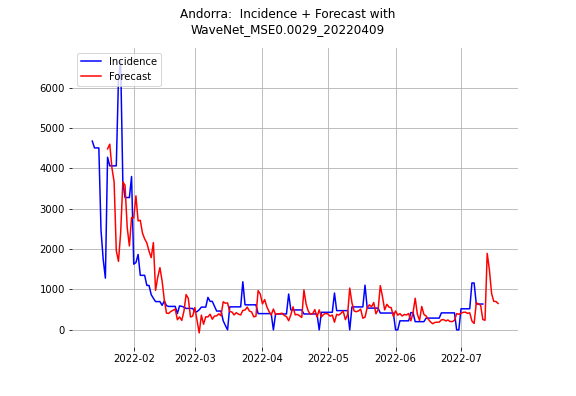 Andorra:  Incidence + Forecast with
WaveNet_MSE0.0029_20220409
Incidence
Forecast
6000
5000
4000
3000
2000
1000
0
2022-02 2022-03 2022-04 2022-05 2022-06 2022-07